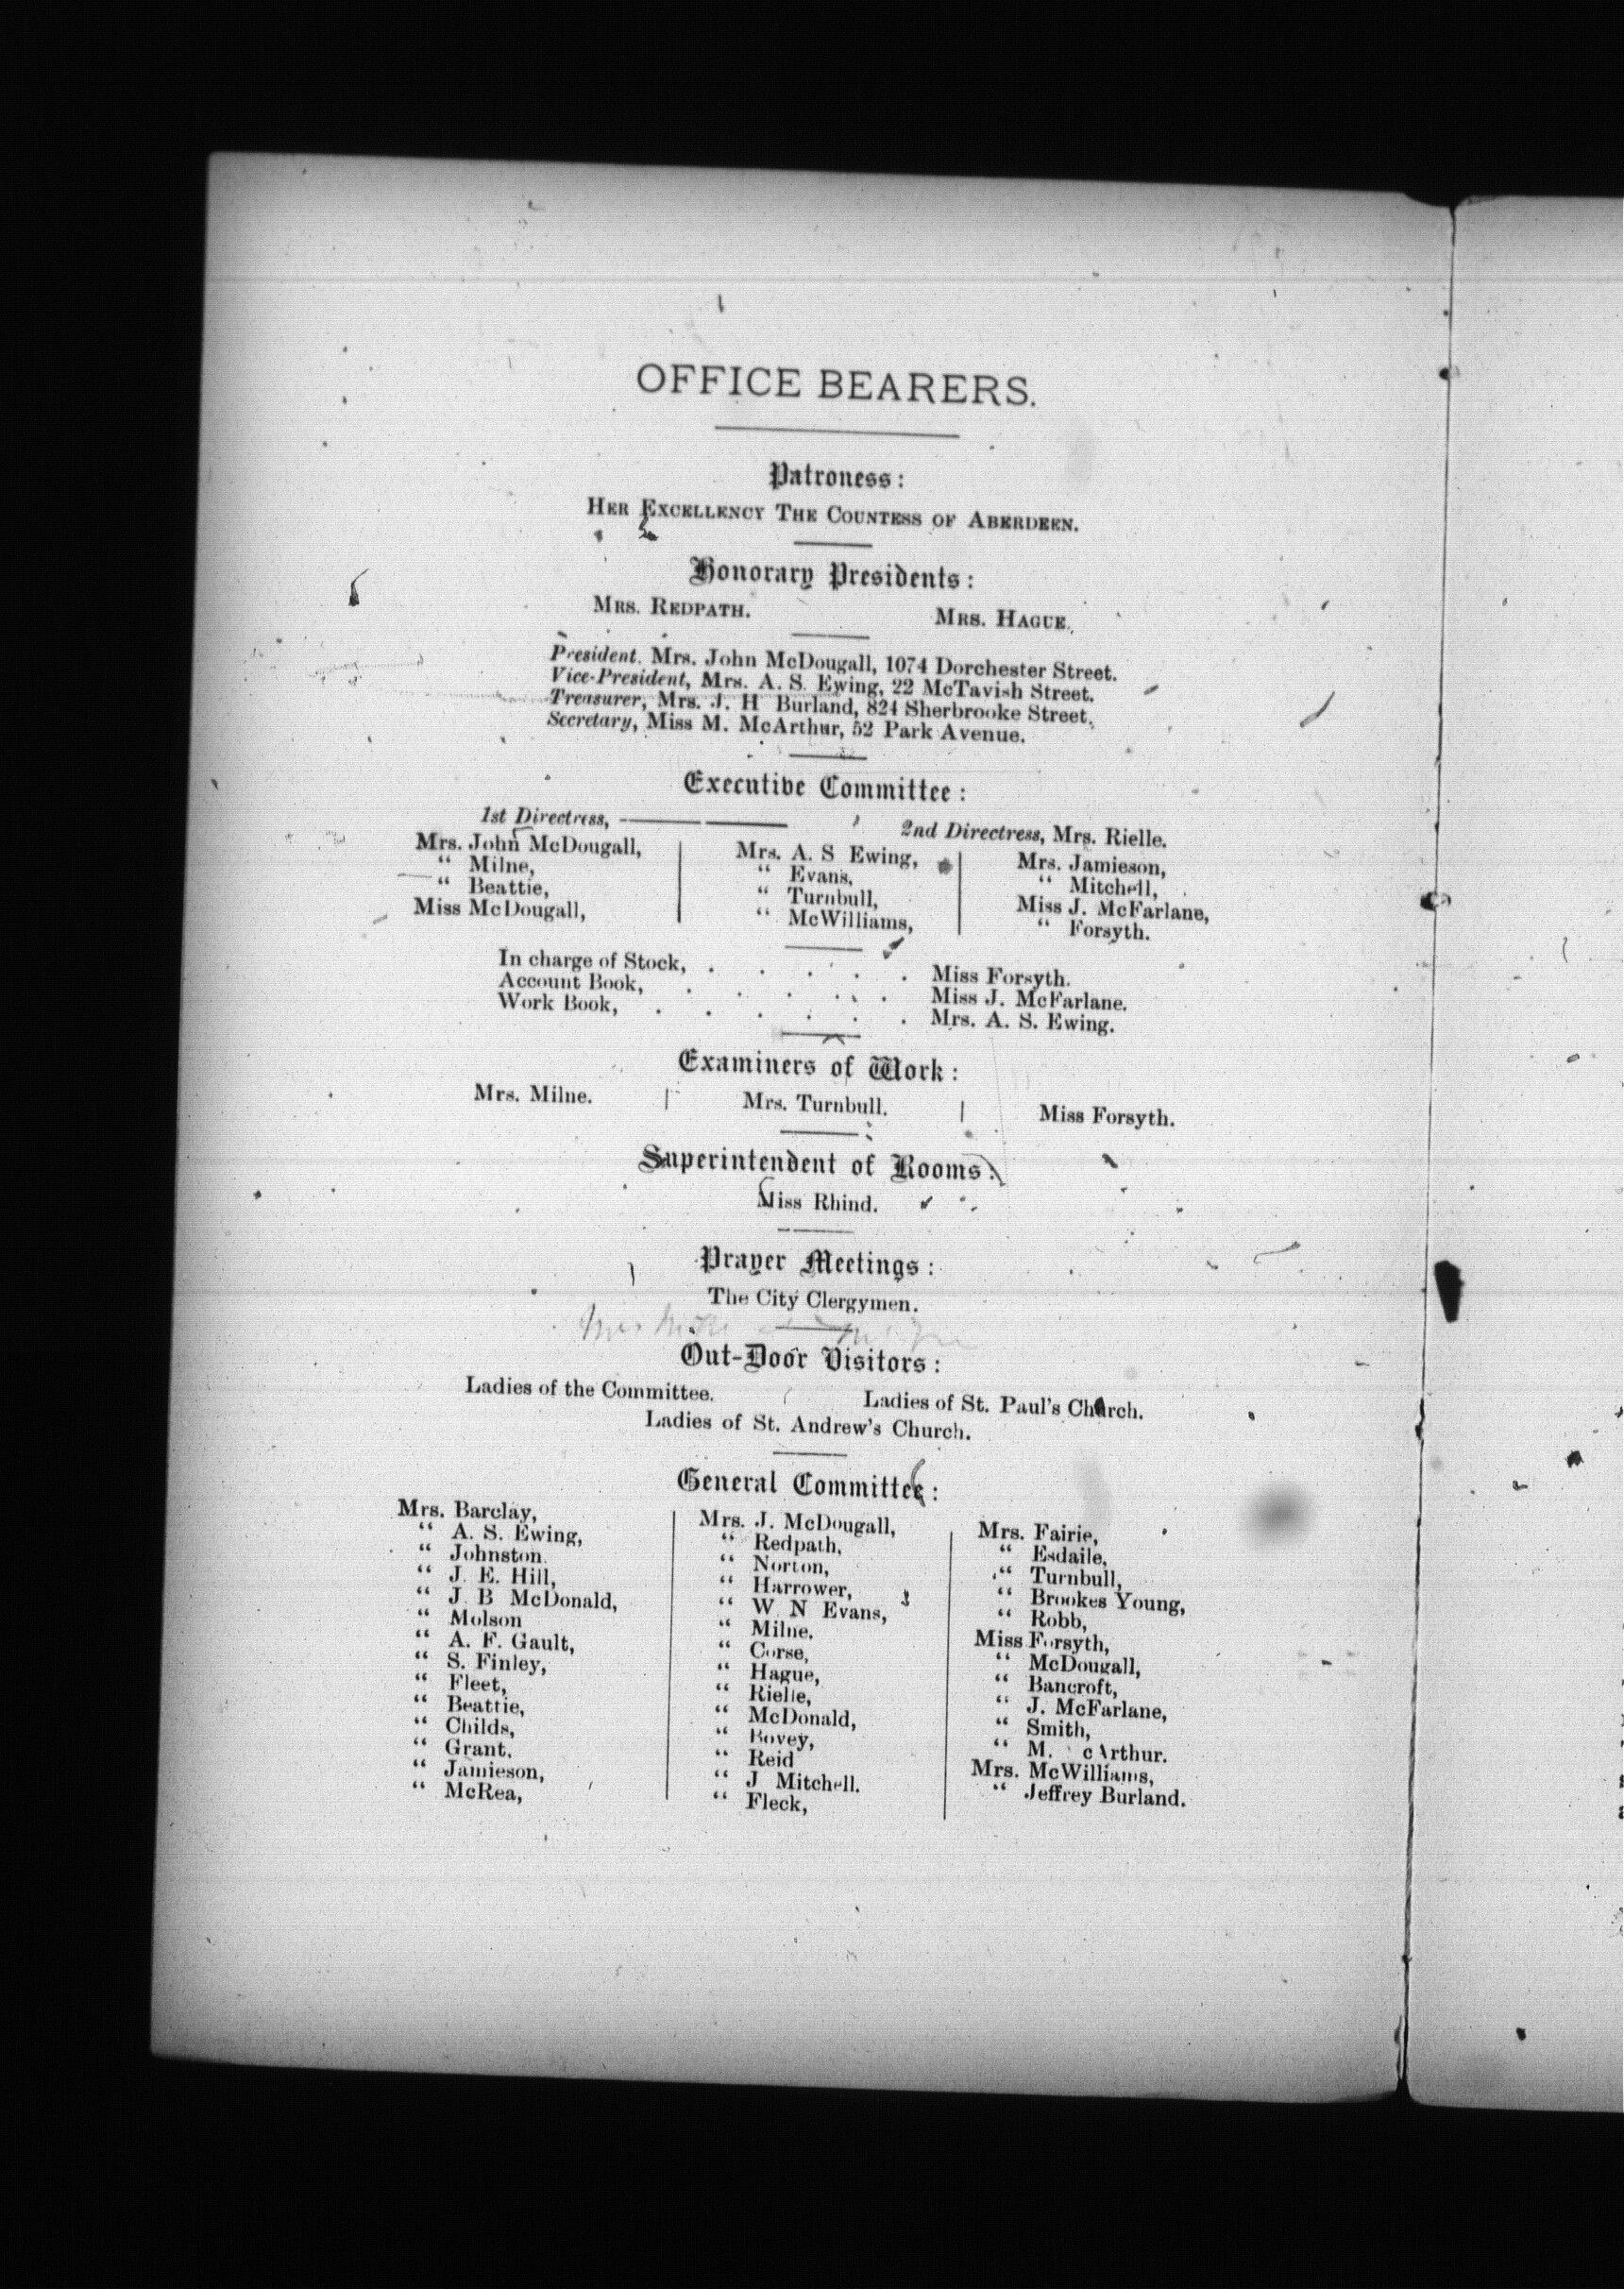 OFFICE BEARERS.
Patroness:
HER EXCELLENCY THE COUNTESS OF ABERDEEN.
Honorary Presidents:
MRS. REDPATH. MRS. HAGUE.
President. Mrs. John McDougall, 1074 Dorchester Street.
Vice-President, Mrs. A. S. Ewing, 22 McTavish Street.
Treasurer, Mrs. J. H Burland, 824 Sherbrooke Street.
Secretary, Miss M. McArthur, 52 Park Avenue.
Executive Committee:
1st Directress, ——— ——— 2nd Directress, Mrs. Rielle.
Mrs. John McDougall,
“ Milne,
“ Beattie,
Miss McDougall,
Mrs. A. S Ewing,
“ Evans,
“ Turnbull,
“ McWilliams,
Mrs. Jamieson,
“ Mitchell,
Miss J. McFarlane,
“ Forsyth.
In charge of Stock, . . . . . Miss Forsyth.
Account Book, . . . . . Miss J. McFarlane.
Work Book, . . . . . . Mrs. A. S. Ewing.
Examiners of Work:
Mrs. Milne. Mrs. Turnbull. Miss Forsyth.
Superintendent of Rooms:
Miss Rhind.
Prayer Meetings:
The City Clergymen.
Out-Door Visitors:
Ladies of the Committee. Ladies of St. Paul's Church.
Ladies of St. Andrew's Church.
General Committee:
Mrs. Barclay,
“ A. S. Ewing,
“ Johnston.
“ J. E. Hill,
“ J. B McDonald,
“ Molson
“ A. F. Gault,
“ S. Finley,
“ Fleet,
“ Beattie,
“ Childs,
“ Grant.
“ Jamieson,
“ McRea,
Mrs. J. McDougall,
“ Redpath,
“ Norton,
“ Harrower,
“ W. N Evans,
“ Milne.
“ Corse,
“ Hague,
“ Rielle,
“ McDonald,
“ Bovey,
“ Reid
“ J Mitchell.
“ Fleck,
Mrs. Fairie,
“ Esdaile,
“ Turnbull,
“ Brookes Young,
“ Robb,
Miss Forsyth,
“ McDougall,
“ Bancroft,
“ J. McFarlane,
“ Smith,
“ M. cArthur.
Mrs. McWilliams,
“ Jeffrey Burland.